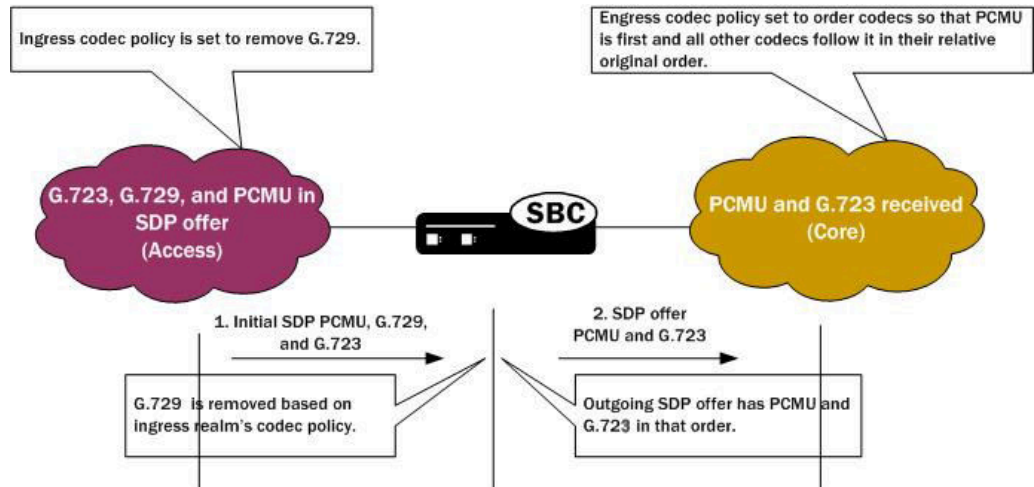 Ingress codec policy is set to remove G.729.
Engress codec policy set to order codecs so that PCMU
is first and all other codecs follow it in their relative
original order.
G.723, G.729, and PCMU in
SDP offer
(Access)
SBC
PCMU and G.723 received
(Core)
1. Initial SDP PCMU, G.729,
and G.723
2. SDP offer
PCMU and G.723
G.729 is removed based on
ingress realm's codec policy.
Outgoing SDP offer has PCMU and
G.723 in that order.